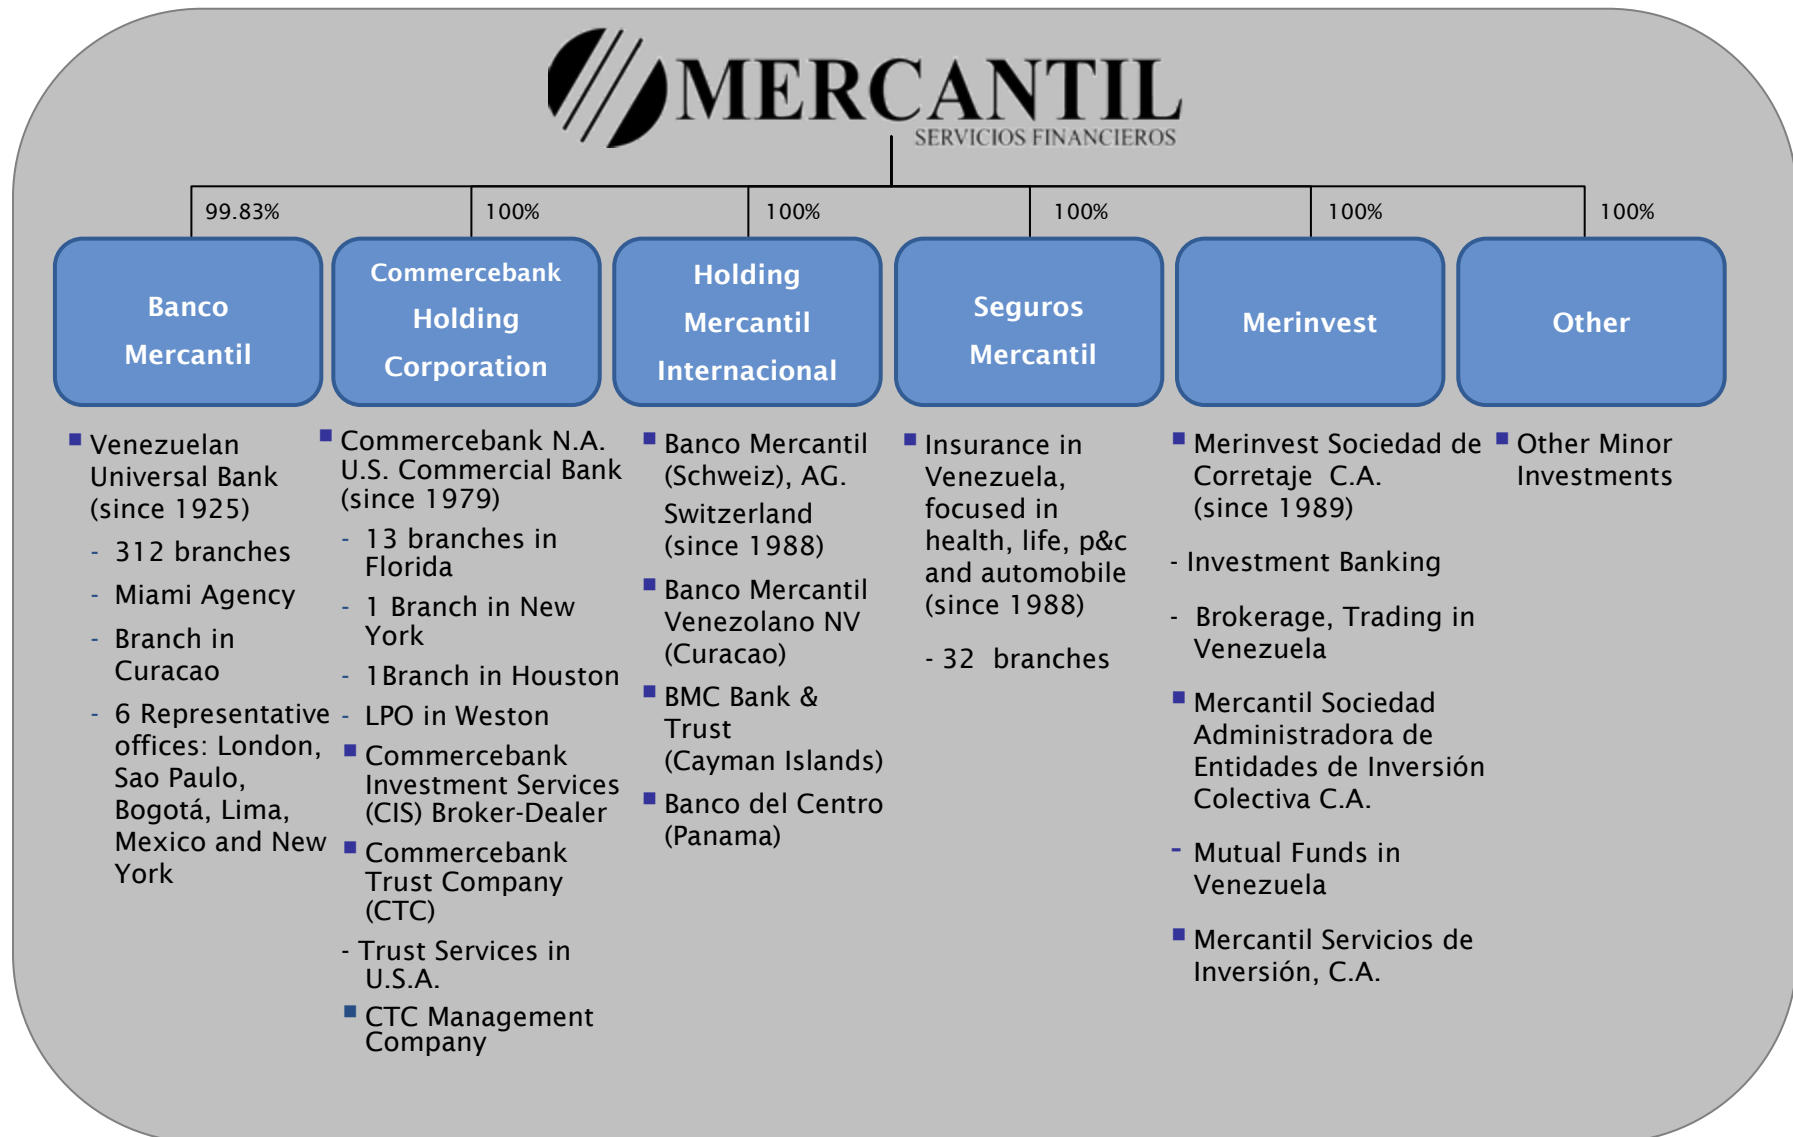 MERCANTIL
SERVICIOS FINANCIEROS
99.83%
100%
100%
100%
100%
100%
Banco
Mercantil
Commercebank
Holding
Corporation
Holding
Mercantil
Internacional
Seguros
Mercantil
Merinvest
Other
Venezuelan
Universal Bank
(since 1925)
- 312 branches
- Miami Agency
- Branch in
Curacao
- 6 Representative
offices: London,
Sao Paulo,
Bogotá, Lima,
Mexico and New
York
Commercebank N.A.
U.S. Commercial Bank
(since 1979)
- 13 branches in
Florida
- 1 Branch in New
York
- 1Branch in Houston
- LPO in Weston
Commercebank
Investment Services
(CIS) Broker-Dealer
Commercebank
Trust Company
(CTC)
- Trust Services in
U.S.A.
CTC Management
Company
Banco Mercantil
(Schweiz), AG.
Switzerland
(since 1988)
Banco Mercantil
Venezolano NV
(Curacao)
BMC Bank &
Trust
(Cayman Islands)
Banco del Centro
(Panama)
Insurance in
Venezuela,
focused in
health, life, p&c
and automobile
(since 1988)
- 32 branches
Merinvest Sociedad de
Corretaje C.A.
(since 1989)
- Investment Banking
- Brokerage, Trading in
Venezuela
Mercantil Sociedad
Administradora de
Entidades de Inversión
Colectiva C.A.
- Mutual Funds in
Venezuela
Mercantil Servicios de
Inversión, C.A.
Other Minor
Investments